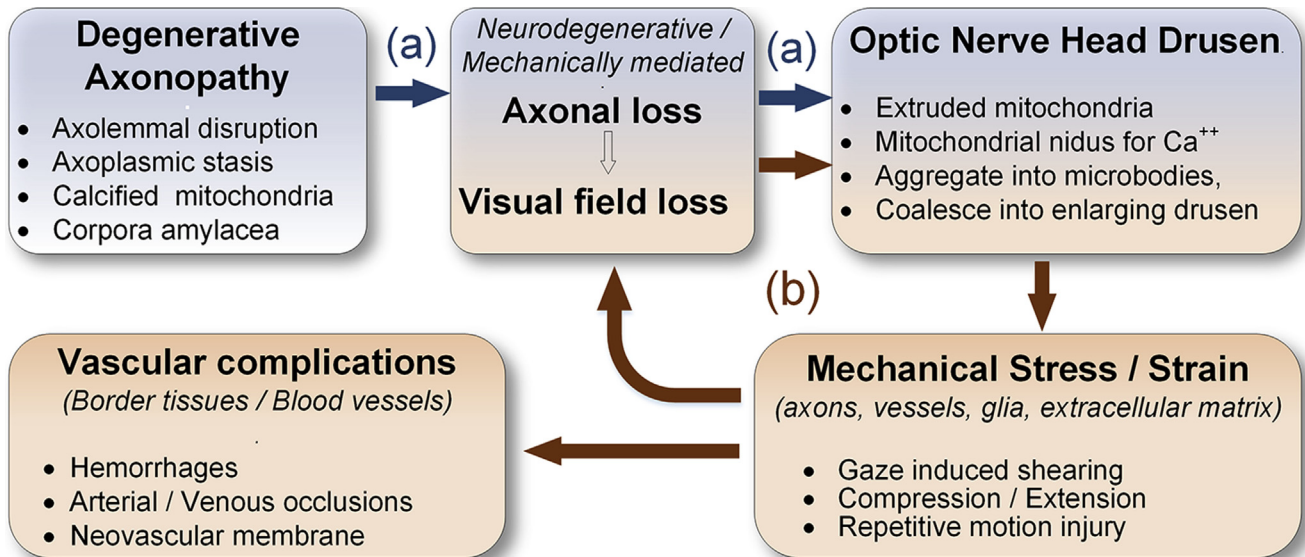 Degenerative
Axonopathy
• Axolemmal disruption
• Axoplasmic stasis
• Calcified mitochondria
• Corpora amylacea
(a)
Neurodegenerative /
Mechanically mediated
Axonal loss
Visual field loss
(a)
Optic Nerve Head Drusen
• Extruded mitochondria
• Mitochondrial nidus for Ca⁺⁺
• Aggregate into microbodies,
• Coalesce into enlarging drusen
(b)
Vascular complications
(Border tissues / Blood vessels)
• Hemorrhages
• Arterial / Venous occlusions
• Neovascular membrane
Mechanical Stress / Strain
(axons, vessels, glia, extracellular matrix)
• Gaze induced shearing
• Compression / Extension
• Repetitive motion injury